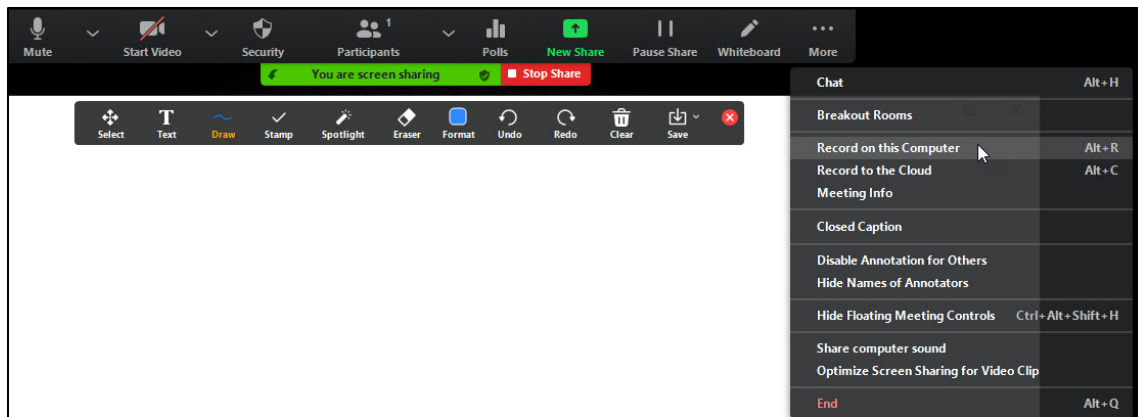 1
Mute Start Video Security Participants Polls New Share Pause Share Whiteboard More
You are screen sharing Stop Share
Select Text Draw Stamp Spotlight Eraser Format Undo Redo Clear Save
Chat Alt+H
Breakout Rooms
Record on this Computer Alt+R
Record to the Cloud Alt+C
Meeting Info
Closed Caption
Disable Annotation for Others
Hide Names of Annotators
Hide Floating Meeting Controls Ctrl+Alt+Shift+H
Share computer sound
Optimize Screen Sharing for Video Clip
End Alt+Q